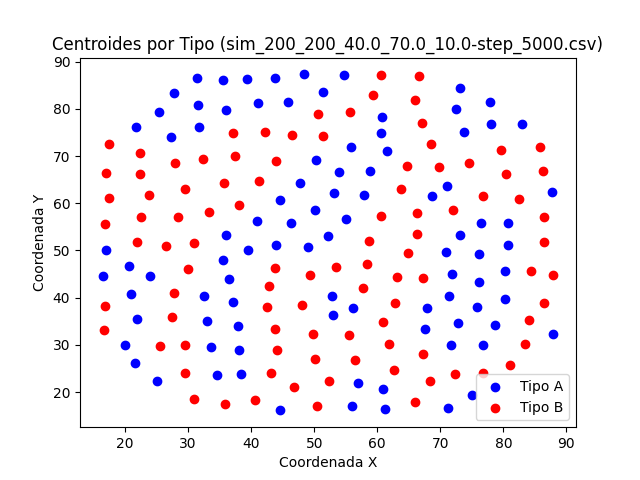 Centroides por Tipo (sim_200_200_40.0_70.0_10.0-step_5000.csv)
90
80
70
60
50
40
30
20
Coordenada Y
20 30 40 50 60 70 80 90
Coordenada X
Tipo A
Tipo B